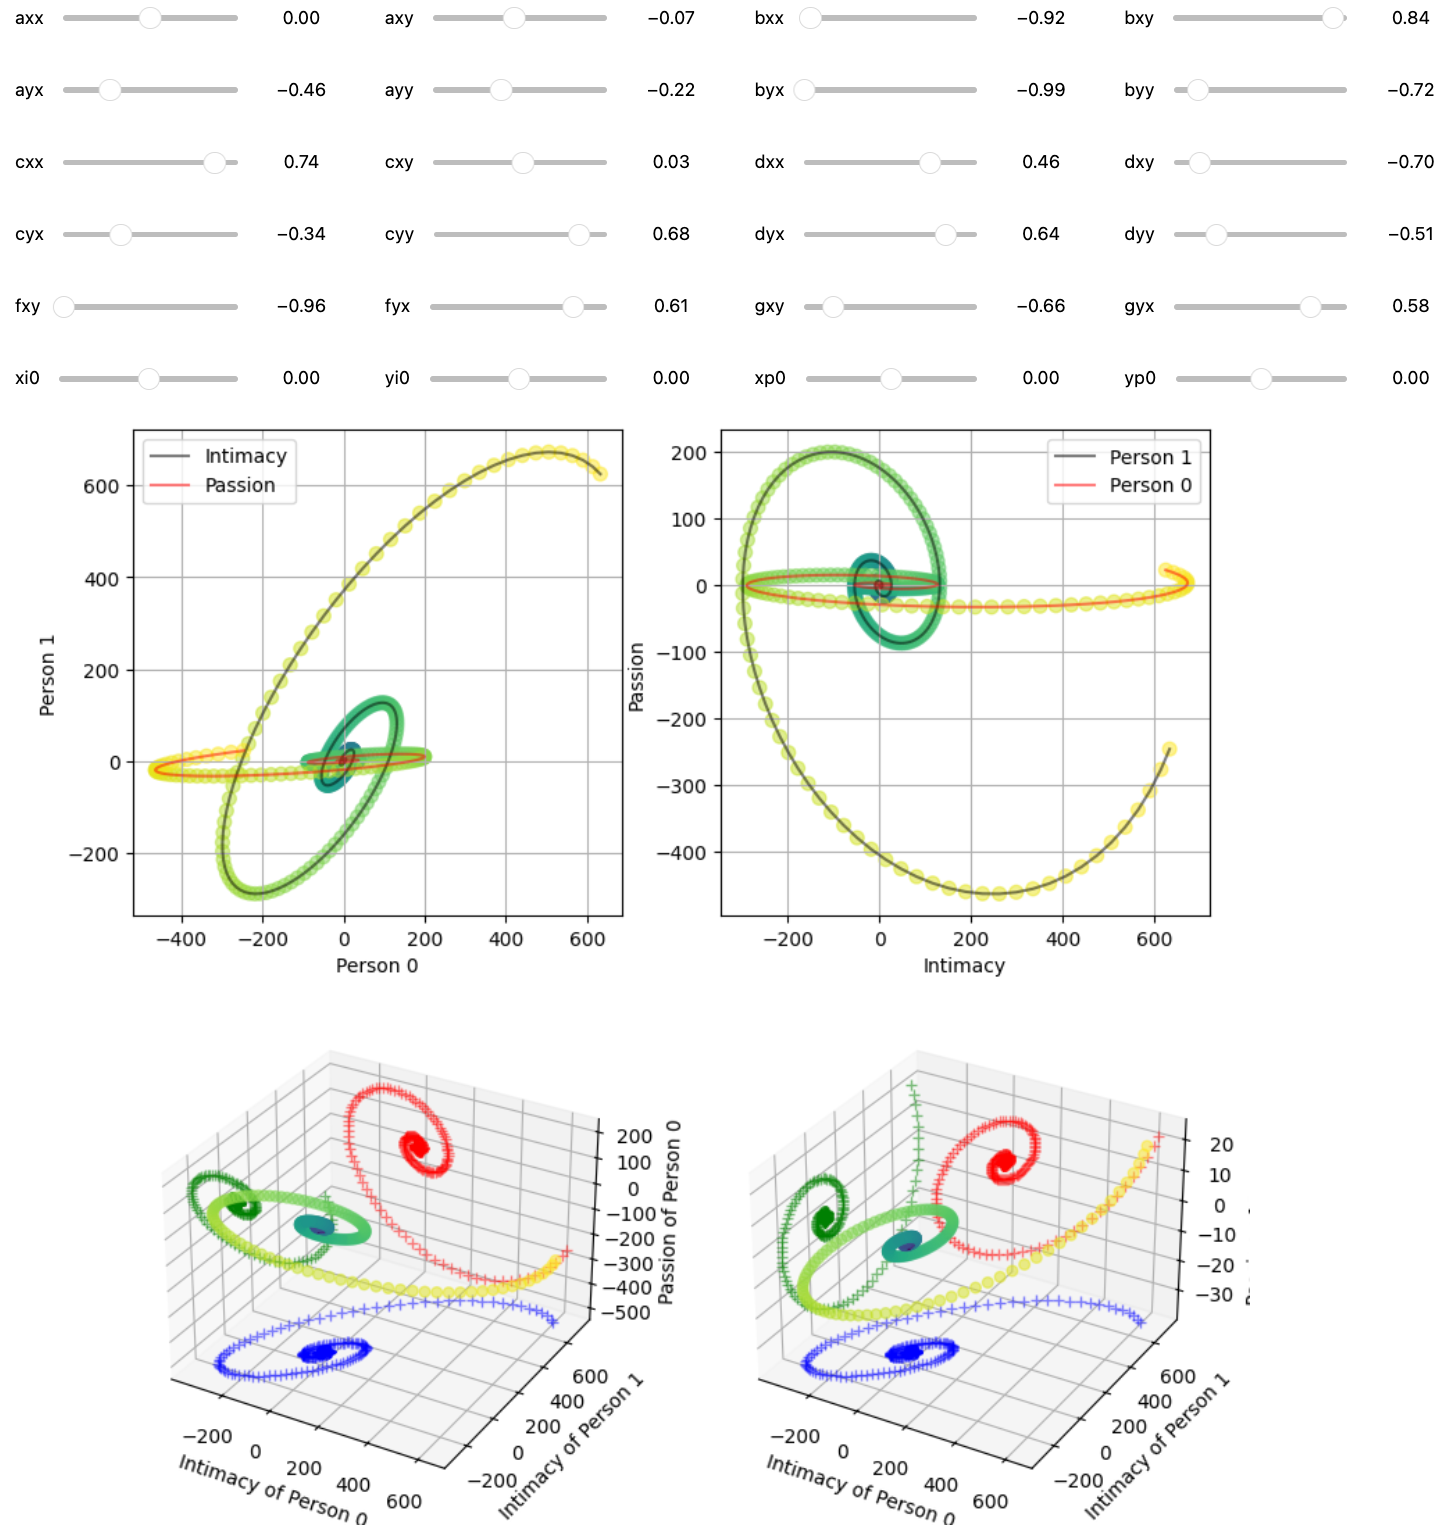 axx 0.00 axy −0.07 bxx −0.92 bxy 0.84
ayx −0.46 ayy −0.22 byx −0.99 byy −0.72
cxx 0.74 cxy 0.03 dxx 0.46 dxy −0.70
cyx −0.34 cyy 0.68 dyx 0.64 dyy −0.51
fxy −0.96 fyx 0.61 gxy −0.66 gyx 0.58
xi0 0.00 yi0 0.00 xp0 0.00 yp0 0.00
Intimacy
Passion
600
400
200
0
−200
Person 1
−400 −200 0 200 400 600
Person 0
Person 1
Person 0
200
100
0
−100
−200
−300
−400
Passion
−200 0 200 400 600
Intimacy
200
100
0
−100
−200
−300
−400
−500
Passion of Person 0
600
400
200
0
−200
Intimacy of Person 1
−200
0
200
400
600
Intimacy of Person 0
20
10
0
−10
−20
−30
600
400
200
0
−200
Intimacy of Person 1
−200
0
200
400
600
Intimacy of Person 0